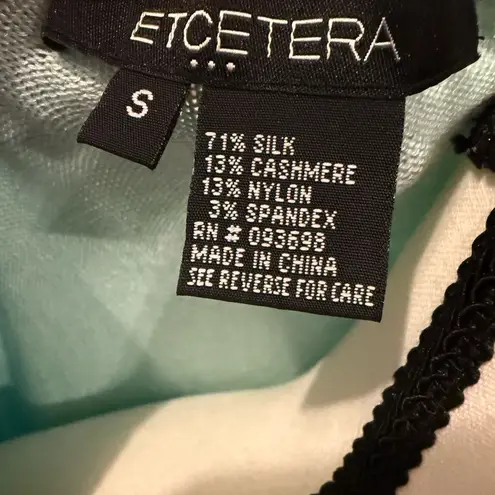 ETCETERA
S
71% SILK
13% CASHMERE
13% NYLON
3% SPANDEX
RN # 093698
MADE IN CHINA
SEE REVERSE FOR CARE